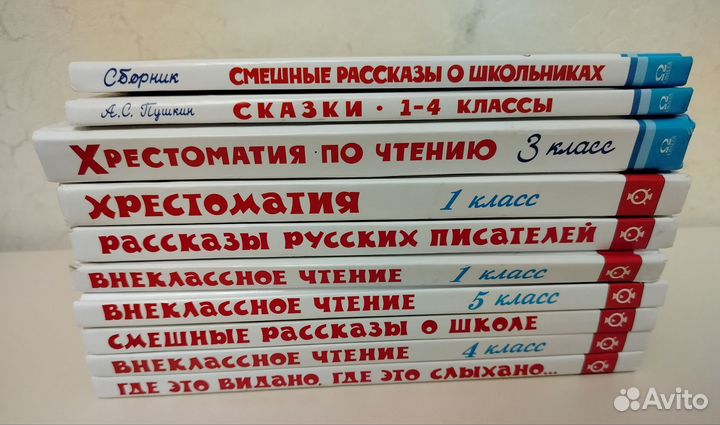 Сборник СМЕШНЫЕ РАССКАЗЫ О ШКОЛЬНИКАХ
А.С. Пушкин СКАЗКИ · 1-4 КЛАССЫ
ХРЕСТОМАТИЯ ПО ЧТЕНИЮ 3 класс
ХРЕСТОМАТИЯ 1 класс
РАССКАЗЫ РУССКИХ ПИСАТЕЛЕЙ
ВНЕКЛАССНОЕ ЧТЕНИЕ 1 класс
ВНЕКЛАССНОЕ ЧТЕНИЕ 5 класс
СМЕШНЫЕ РАССКАЗЫ О ШКОЛЕ
ВНЕКЛАССНОЕ ЧТЕНИЕ 4 класс
ГДЕ ЭТО ВИДАНО, ГДЕ ЭТО СЛЫХАНО...
Avito